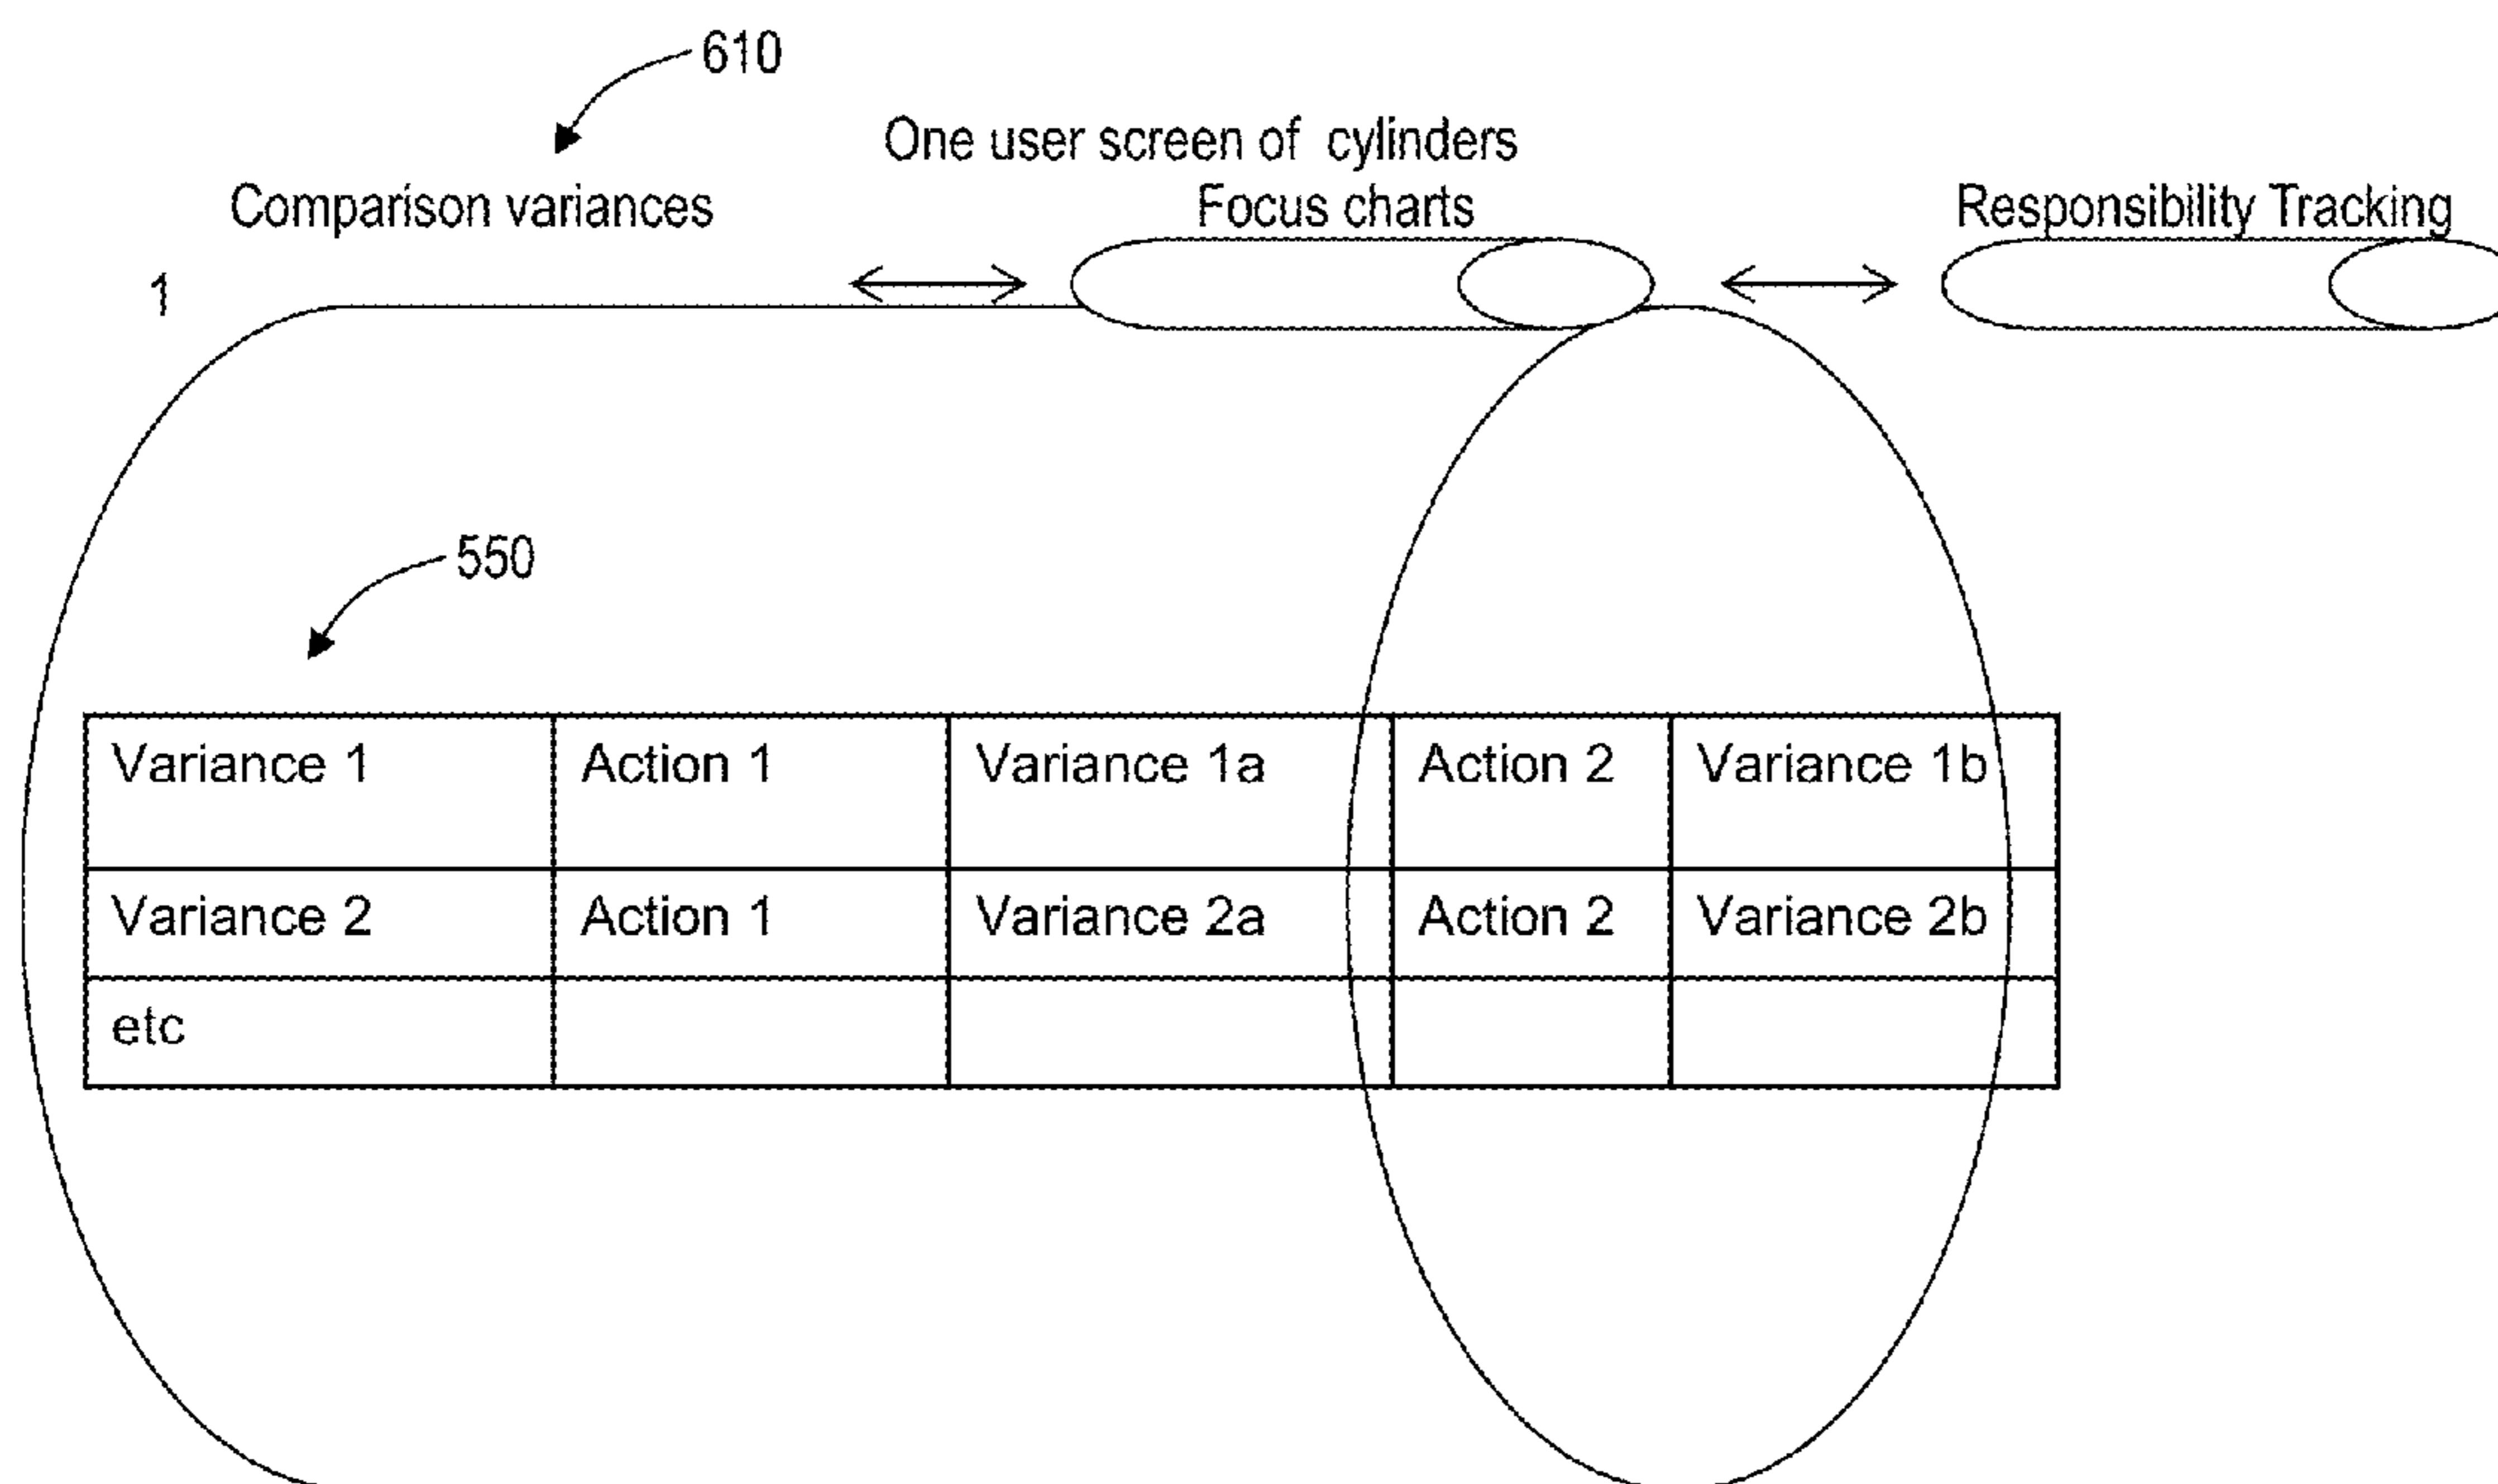 610
One user screen of cylinders
Comparison variances Focus charts Responsibility Tracking
1
550
Variance 1 Action 1 Variance 1a Action 2 Variance 1b
Variance 2 Action 1 Variance 2a Action 2 Variance 2b
etc